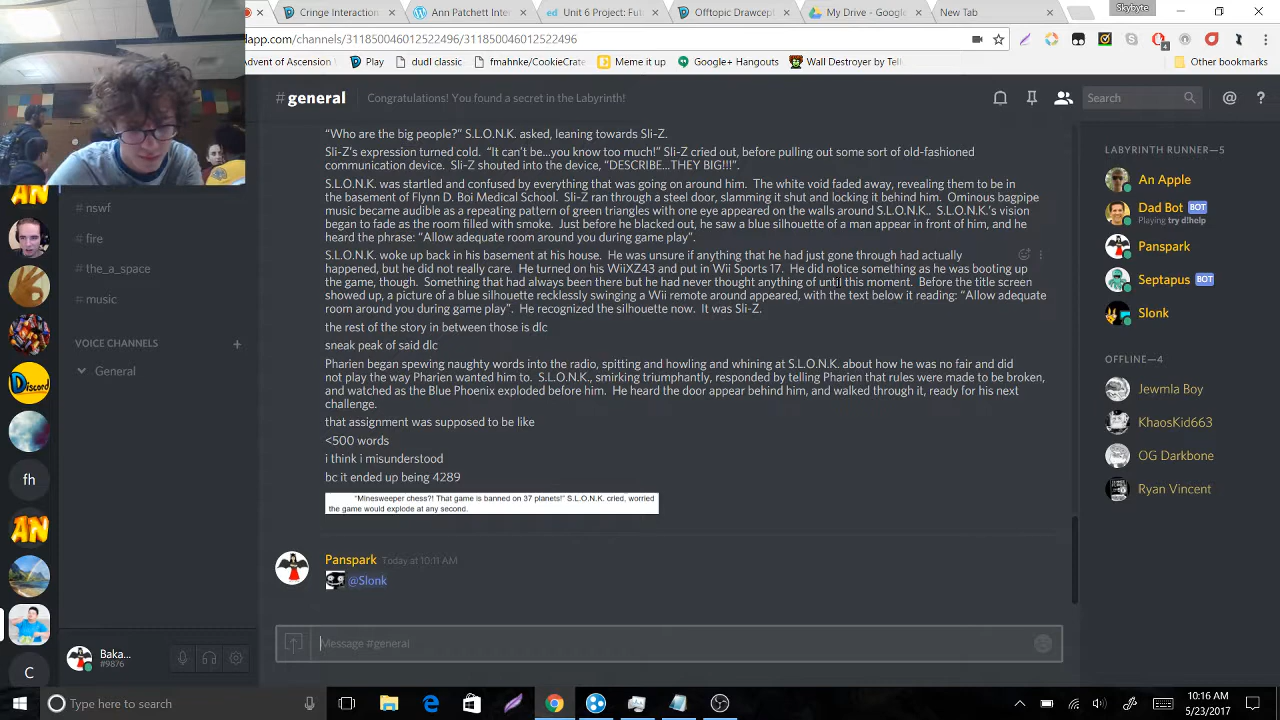 Cringe Interac
Ann Patchett Inter
Unit 6 Project: Fut
Offtopic Drawcept
My Drive - Google
New Tab
Skybyte
dapp.com/channels/311850046012522496/311850046012522496
4
Advent of Ascension
Play
dudl classic
fmahnke/CookieCrate
Meme it up
Google+ Hangouts
Wall Destroyer by Tell
Other bookmarks
#general
Congratulations! You found a secret in the Labyrinth!
Search
“Who are the big people?” S.L.O.N.K. asked, leaning towards Sli-Z.
Sli-Z's expression turned cold. “It can't be...you know too much!” Sli-Z cried out, before pulling out some sort of old-fashioned
communication device. Sli-Z shouted into the device, “DESCRIBE...THEY BIG!!!”.
S.L.O.N.K. was startled and confused by everything that was going on around him. The white void faded away, revealing them to be in
the basement of Flynn D. Boi Medical School. Sli-Z ran through a steel door, slamming it shut and locking it behind him. Ominous bagpipe
music became audible as a repeating pattern of green triangles with one eye appeared on the walls around S.L.O.N.K.. S.L.O.N.K.'s vision
began to fade as the room filled with smoke. Just before he blacked out, he saw a blue silhouette of a man appear in front of him, and he
heard the phrase: “Allow adequate room around you during game play”.
S.L.O.N.K. woke up back in his basement at his house. He was unsure if anything that he had just gone through had actually
happened, but he did not really care. He turned on his WiiXZ43 and put in Wii Sports 17. He did notice something as he was booting up
the game, though. Something that had always been there but he had never thought anything of until this moment. Before the title screen
showed up, a picture of a blue silhouette recklessly swinging a Wii remote around appeared, with the text below it reading: “Allow adequate
room around you during game play”. He recognized the silhouette now. It was Sli-Z.
the rest of the story in between those is dlc
sneak peak of said dlc
Pharien began spewing naughty words into the radio, spitting and howling and whining at S.L.O.N.K. about how he was no fair and did
not play the way Pharien wanted him to. S.L.O.N.K., smirking triumphantly, responded by telling Pharien that rules were made to be broken,
and watched as the Blue Phoenix exploded before him. He heard the door appear behind him, and walked through it, ready for his next
challenge.
that assignment was supposed to be like
<500 words
i think i misunderstood
bc it ended up being 4289
“Minesweeper chess?! That game is banned on 37 planets!” S.L.O.N.K. cried, worried
the game would explode at any second.
Panspark Today at 10:11 AM
@Slonk
Message #general
# nswf
# fire
# the_a_space
# music
VOICE CHANNELS
General
AN
Discord
fh
AN
C
Baka...
#9876
LABYRINTH RUNNER—5
An Apple
Dad Bot BOT
Playing try d!help
Panspark
Septapus BOT
Slonk
OFFLINE—4
Jewmla Boy
KhaosKid663
OG Darkbone
Ryan Vincent
Type here to search
10:16 AM
5/23/2017